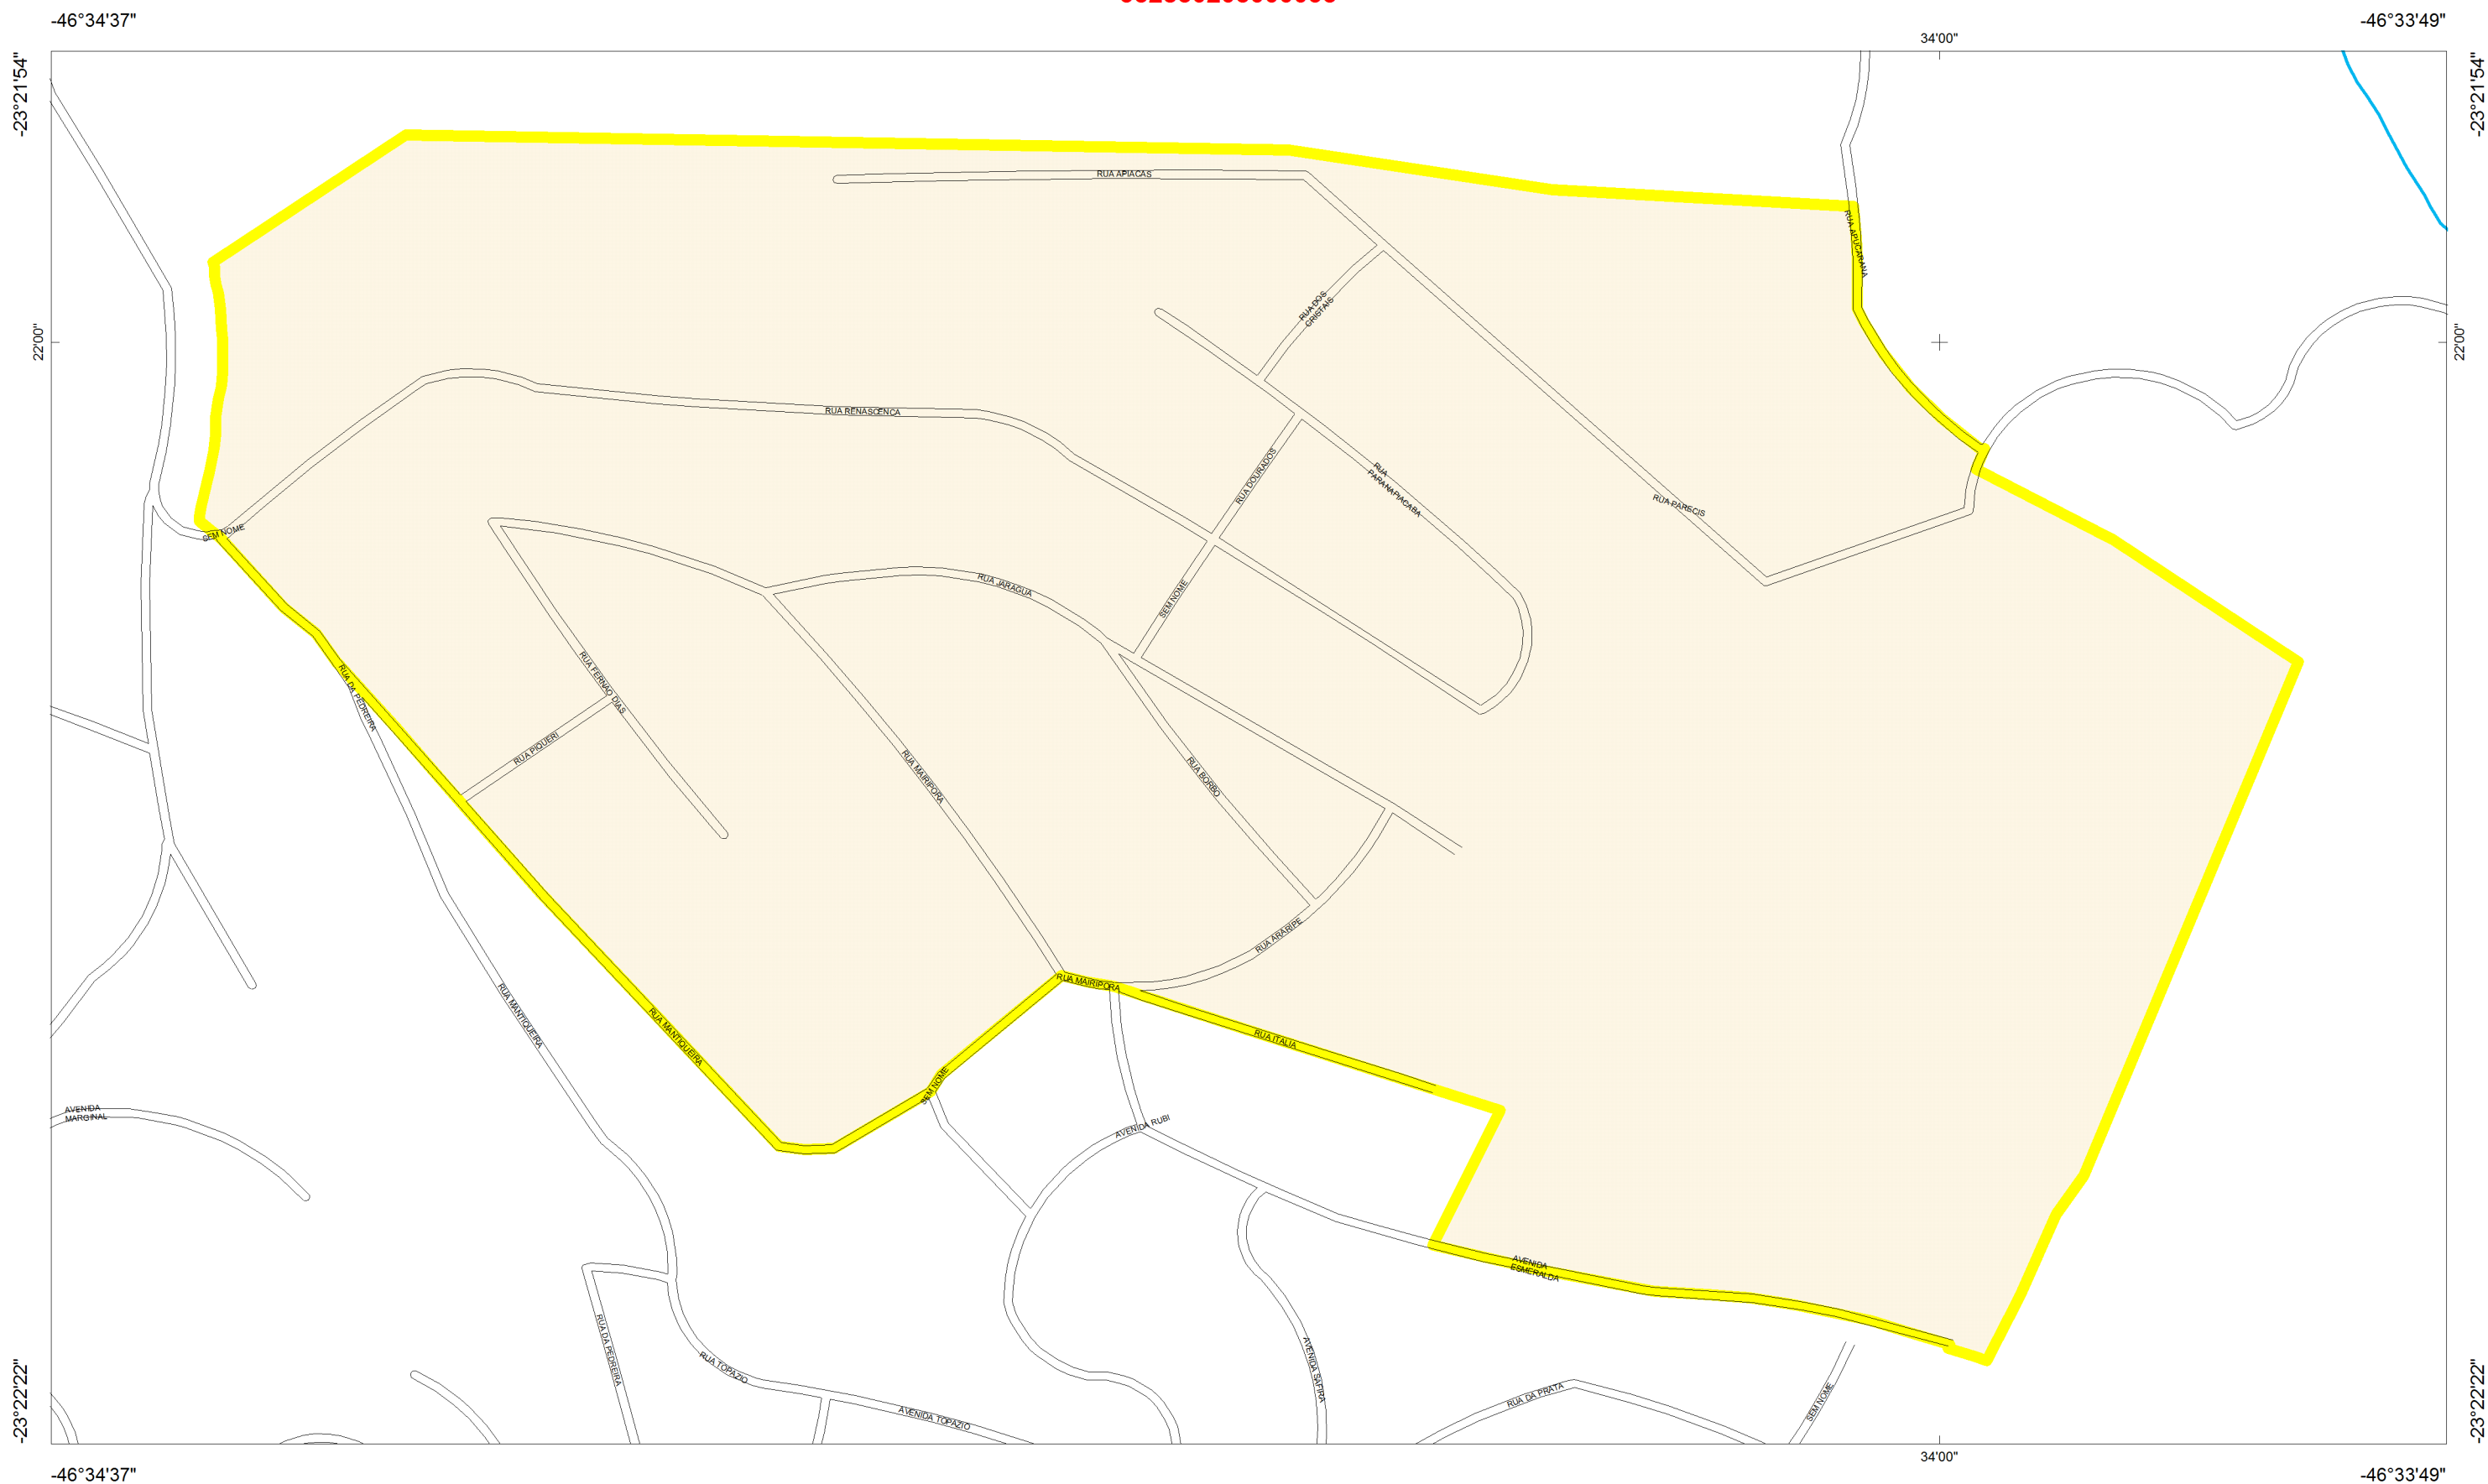 -46°34'37"
-46°33'49"
34'00"
-23°21'54"
-23°21'54"
RUA APIACAS
RUA APUCARANA
RUA DOS
CRISTAIS
22'00"
22'00"
RUA RENASCENCA
RUA DOURADOS
RUA
PARANAPIACABA
RUA PARECIS
SEM NOME
RUA JARAGUA
SEM NOME
RUA DA PEDREIRA
RUA FERNAO DIAS
RUA PIQUERI
RUA MAIRIPORA
RUA BORBO
RUA ARARIPE
RUA MAIRIPORA
RUA MANTIQUEIRA
RUA MANTIQUEIRA
RUA ITALIA
SEM NOME
AVENIDA
MARGINAL
AVENIDA RUBI
AVENIDA
ESMERALDA
RUA DA PEDREIRA
RUA TOPAZIO
AVENIDA TOPAZIO
AVENIDA SAFIRA
RUA DA PRATA
SEM NOME
-23°22'22"
-23°22'22"
34'00"
-46°34'37"
-46°33'49"